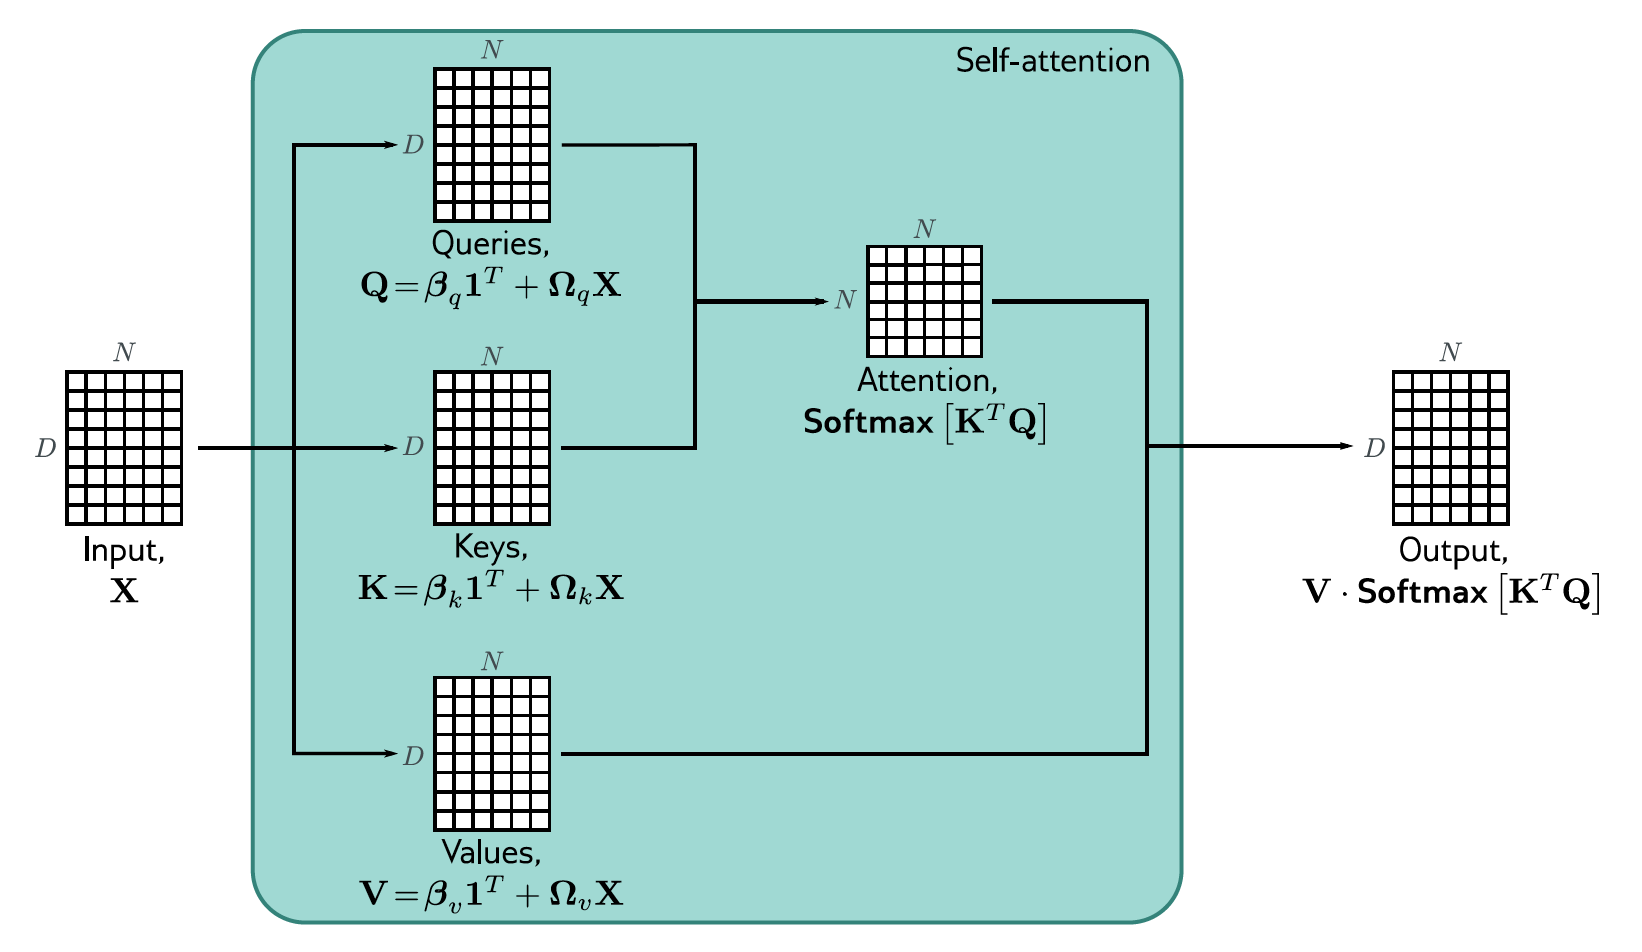 Self-attention
N
D
Queries,
Q = β_q 1^T + Ω_q X
N
D
Keys,
K = β_k 1^T + Ω_k X
N
D
Values,
V = β_v 1^T + Ω_v X
N
D
Input,
X
N
N
Attention,
Softmax [K^T Q]
N
D
Output,
V · Softmax [K^T Q]